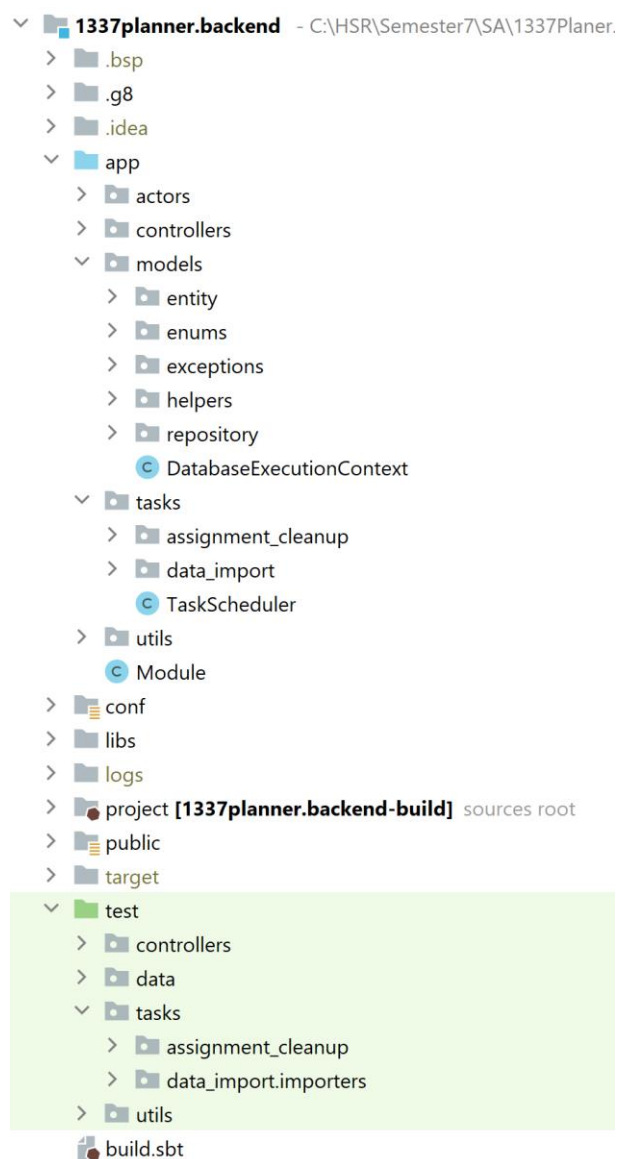 1337planner.backend - C:\HSR\Semester7\SA\1337Planer.
.bsp
.g8
.idea
app
actors
controllers
models
entity
enums
exceptions
helpers
repository
C DatabaseExecutionContext
tasks
assignment_cleanup
data_import
C TaskScheduler
utils
C Module
conf
libs
logs
project [1337planner.backend-build] sources root
public
target
test
controllers
data
tasks
assignment_cleanup
data_import.importers
utils
build.sbt